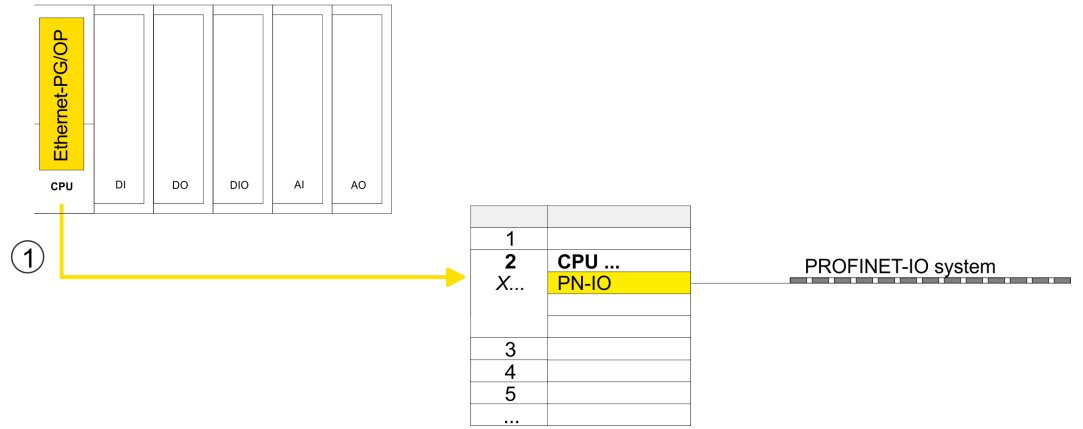 Ethernet-PG/OP
CPU
DI
DO
DIO
AI
AO
①
1
2 CPU ...
X... PN-IO
3
4
5
...
PROFINET-IO system